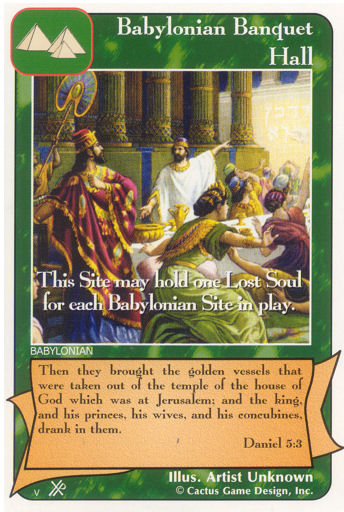 Babylonian Banquet
Hall
This Site may hold one Lost Soul
for each Babylonian Site in play.
BABYLONIAN
Then they brought the golden vessels that
were taken out of the temple of the house of
God which was at Jerusalem; and the king,
and his princes, his wives, and his concubines,
drank in them.
Daniel 5:3
Illus. Artist Unknown
V
© Cactus Game Design, Inc.